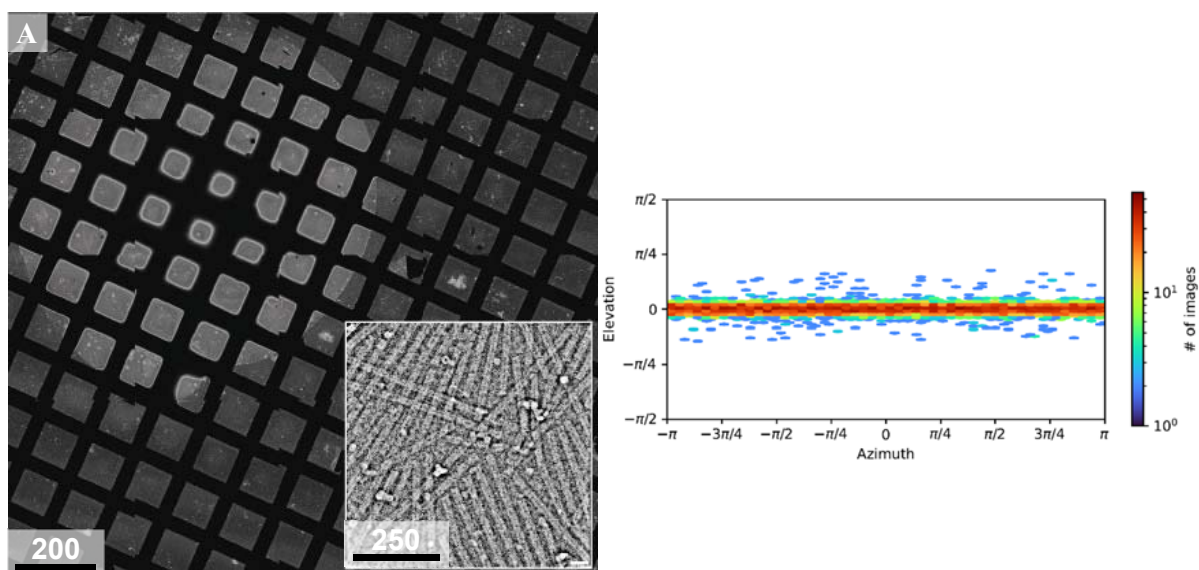 A
200
250
π/2
π/4
0
−π/4
−π/2
Elevation
−π
−3π/4
−π/2
−π/4
0
π/4
π/2
3π/4
π
Azimuth
10¹
10⁰
# of images